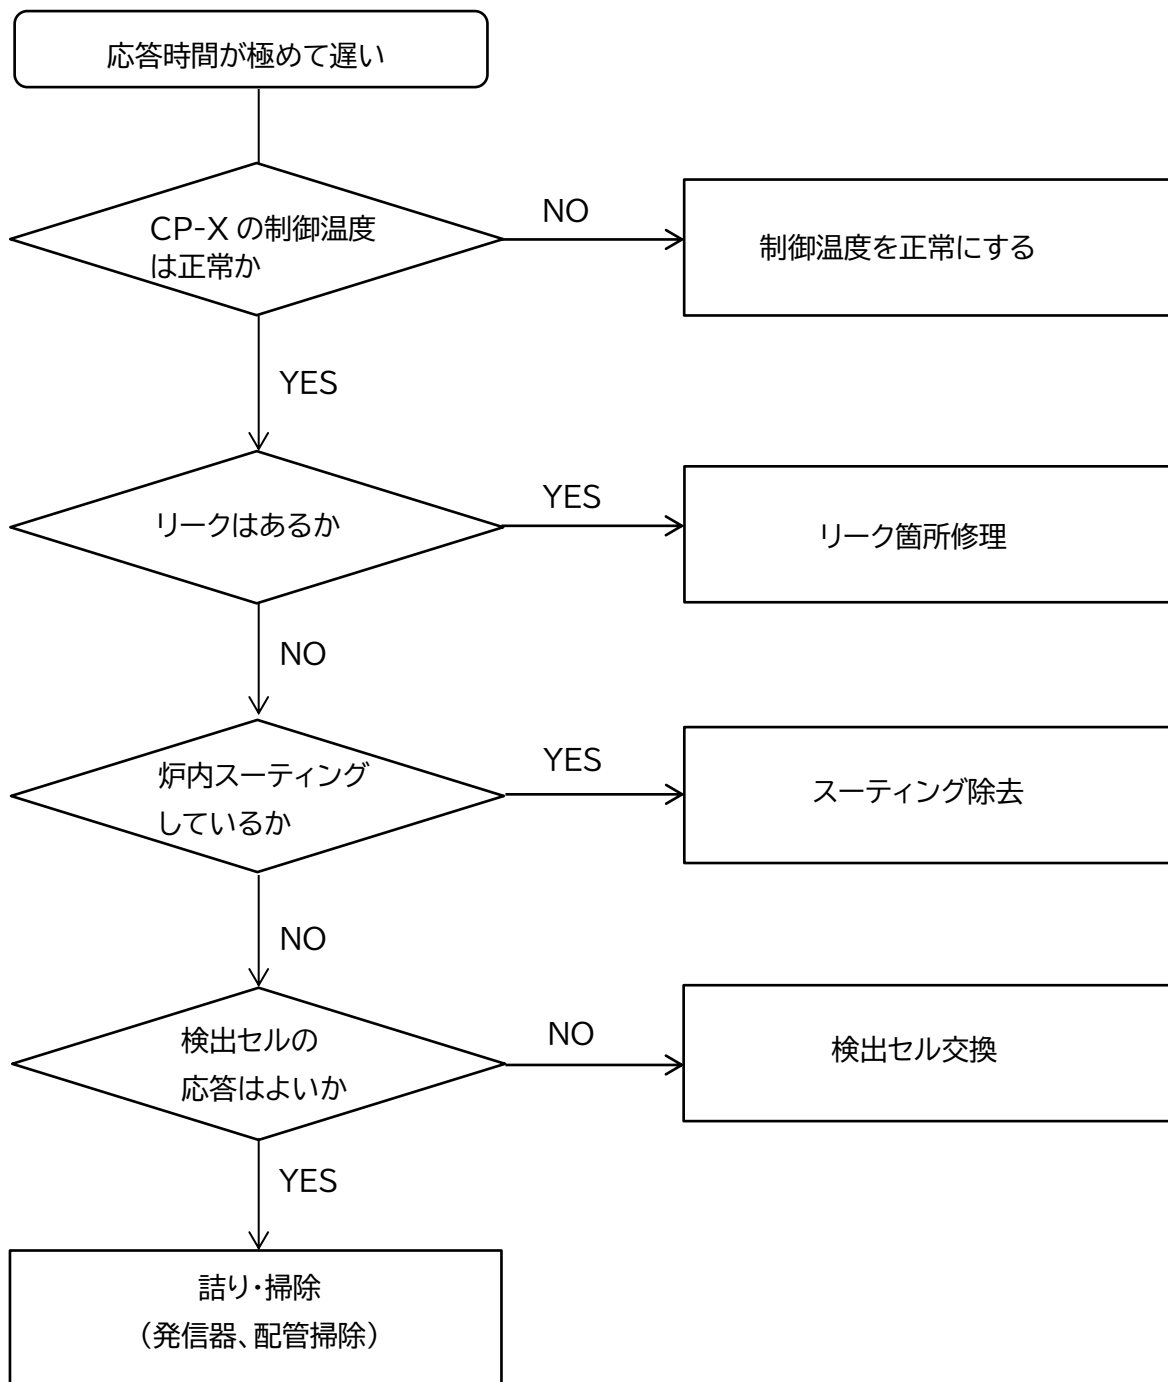 応答時間が極めて遅い
CP-X の制御温度
は正常か
NO
制御温度を正常にする
YES
リークはあるか
YES
リーク箇所修理
NO
炉内スーティング
しているか
YES
スーティング除去
NO
検出セルの
応答はよいか
NO
検出セル交換
YES
詰り・掃除
（発信器、配管掃除）